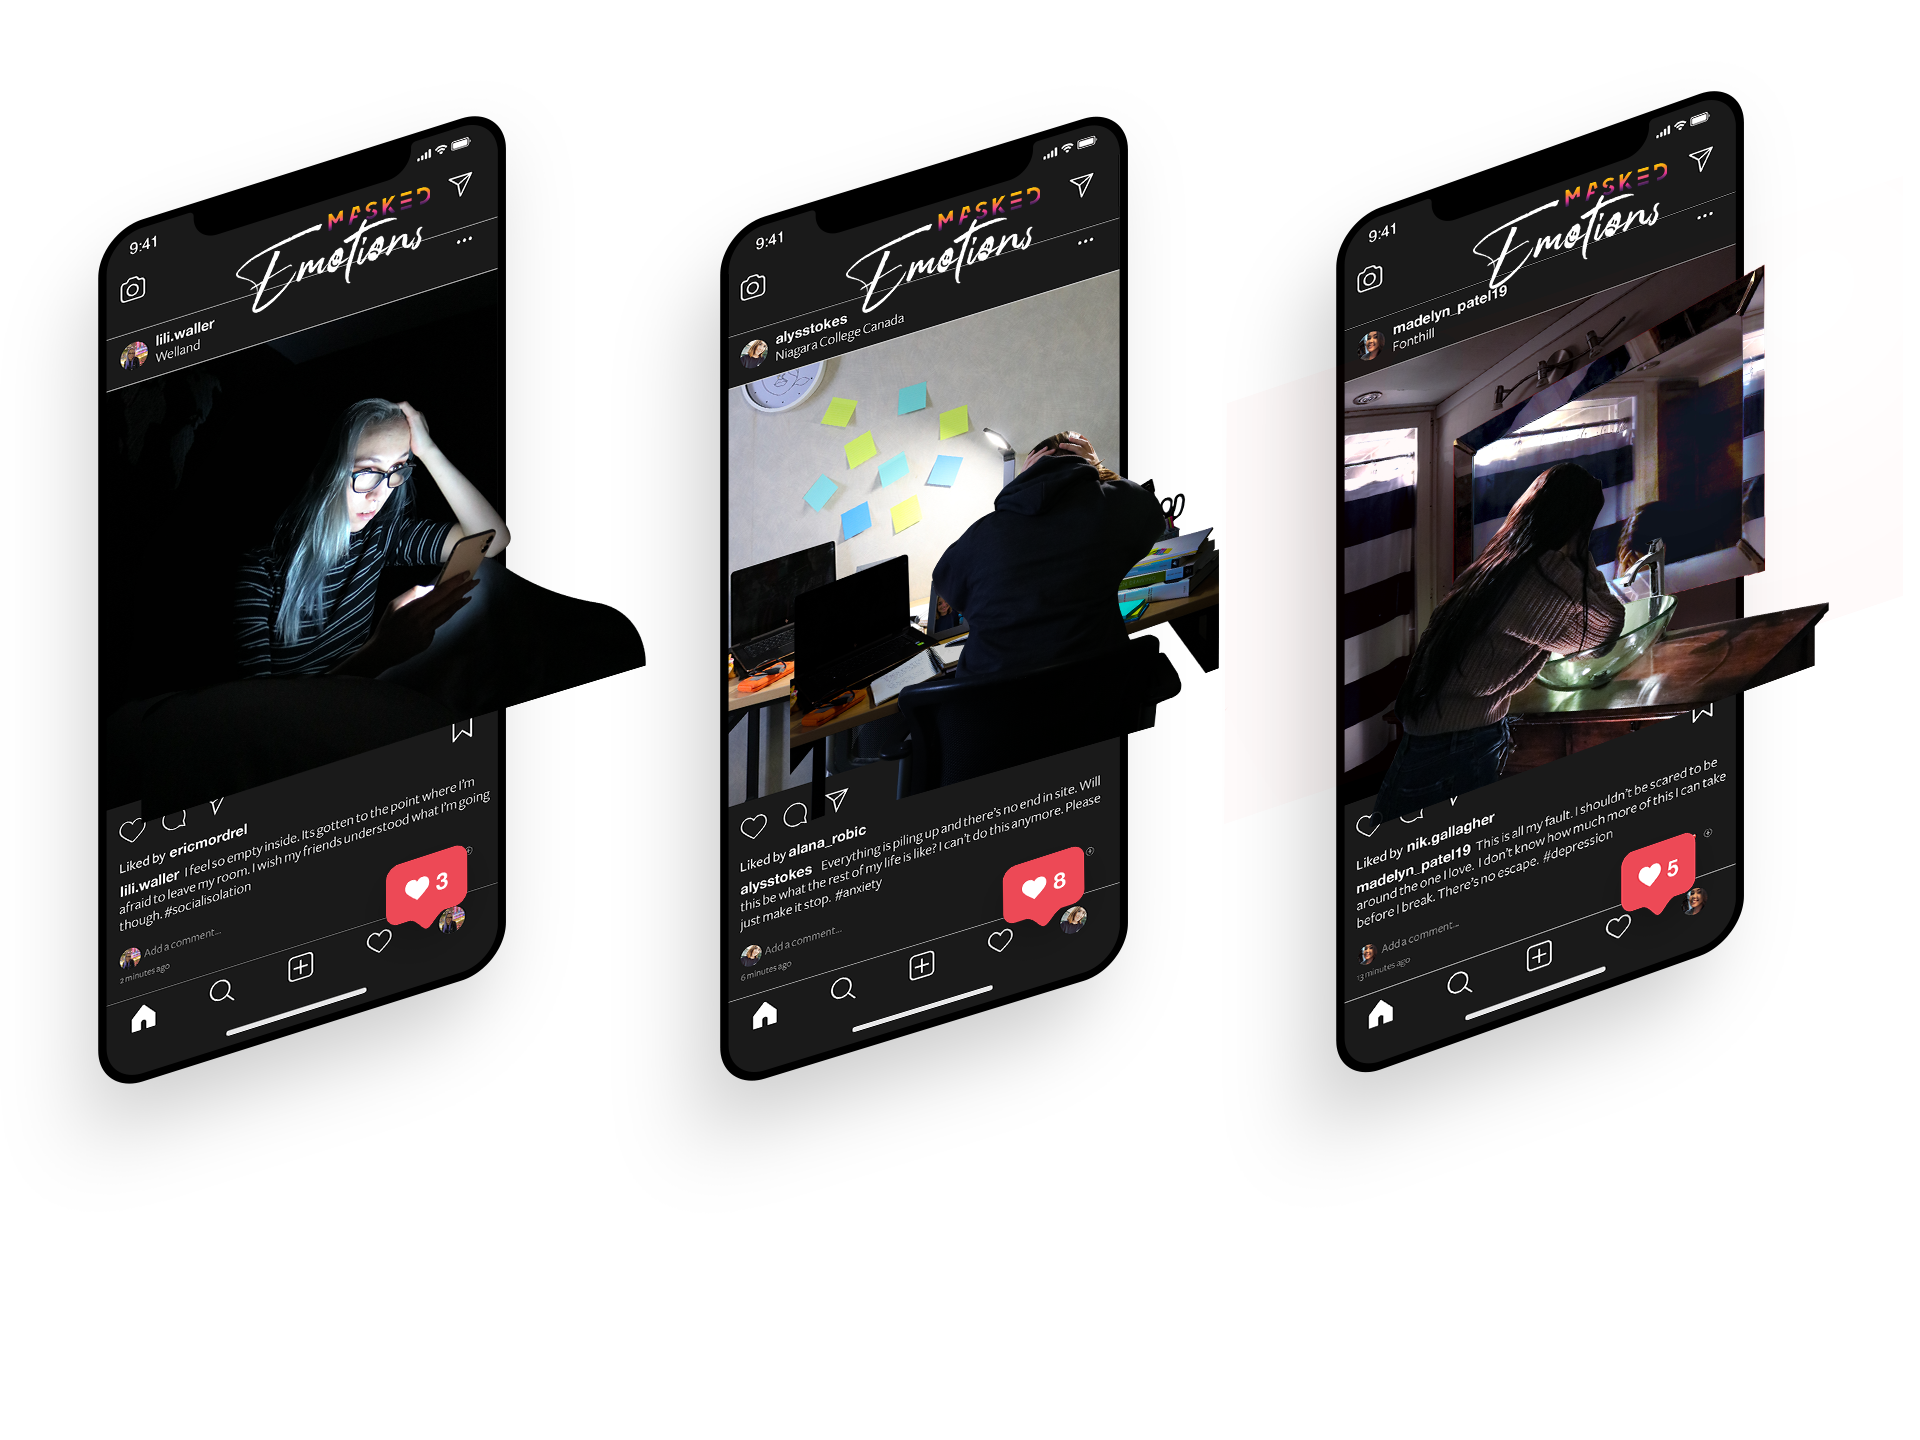 9:41
MASKED
Emotions
lili.waller
Welland
Liked by ericmordrel
lili.waller I feel so empty inside. Its gotten to the point where I'm
afraid to leave my room. I wish my friends understood what I'm going
though. #socialisolation
3
Add a comment...
2 minutes ago
9:41
MASKED
Emotions
alysstokes
Niagara College Canada
Liked by alana_robic
alysstokes Everything is piling up and there's no end in site. Will
this be what the rest of my life is like? I can't do this anymore. Please
just make it stop. #anxiety
8
Add a comment...
6 minutes ago
9:41
MASKED
Emotions
madelyn_patel19
Fonthill
Liked by nik.gallagher
madelyn_patel19 This is all my fault. I shouldn't be scared to be
around the one I love. I don't know how much more of this I can take
before I break. There's no escape. #depression
5
Add a comment...
13 minutes ago